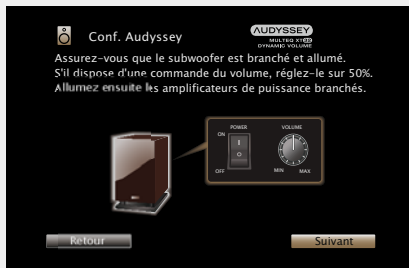 Conf. Audyssey
AUDYSSEY
MULTEQ XT32
DYNAMIC VOLUME
Assurez-vous que le subwoofer est branché et allumé.
S'il dispose d'une commande du volume, réglez-le sur 50%.
Allumez ensuite les amplificateurs de puissance branchés.
POWER
VOLUME
ON
OFF
MIN
MAX
Retour
Suivant